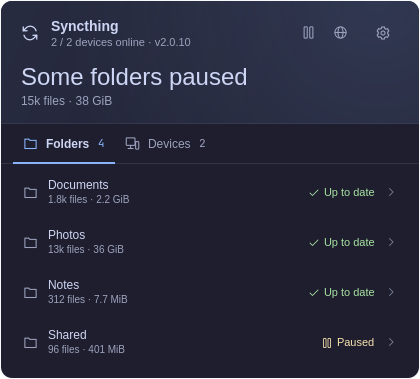 Syncthing
2 / 2 devices online · v2.0.10
Some folders paused
15k files · 38 GiB
Folders 4 Devices 2
Documents
1.8k files · 2.2 GiB
Up to date
Photos
13k files · 36 GiB
Up to date
Notes
312 files · 7.7 MiB
Up to date
Shared
96 files · 401 MiB
Paused